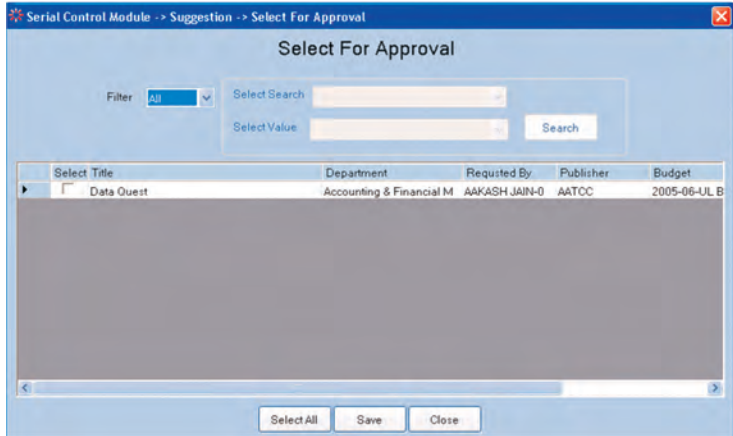 Serial Control Module -> Suggestion -> Select For Approval
Select For Approval
Filter All Select Search
Select Value Search
Select Title Department Requsted By Publisher Budget
Data Quest Accounting & Financial M AAKASH JAIN-0 AATCC 2005-06-UL B
Select All Save Close